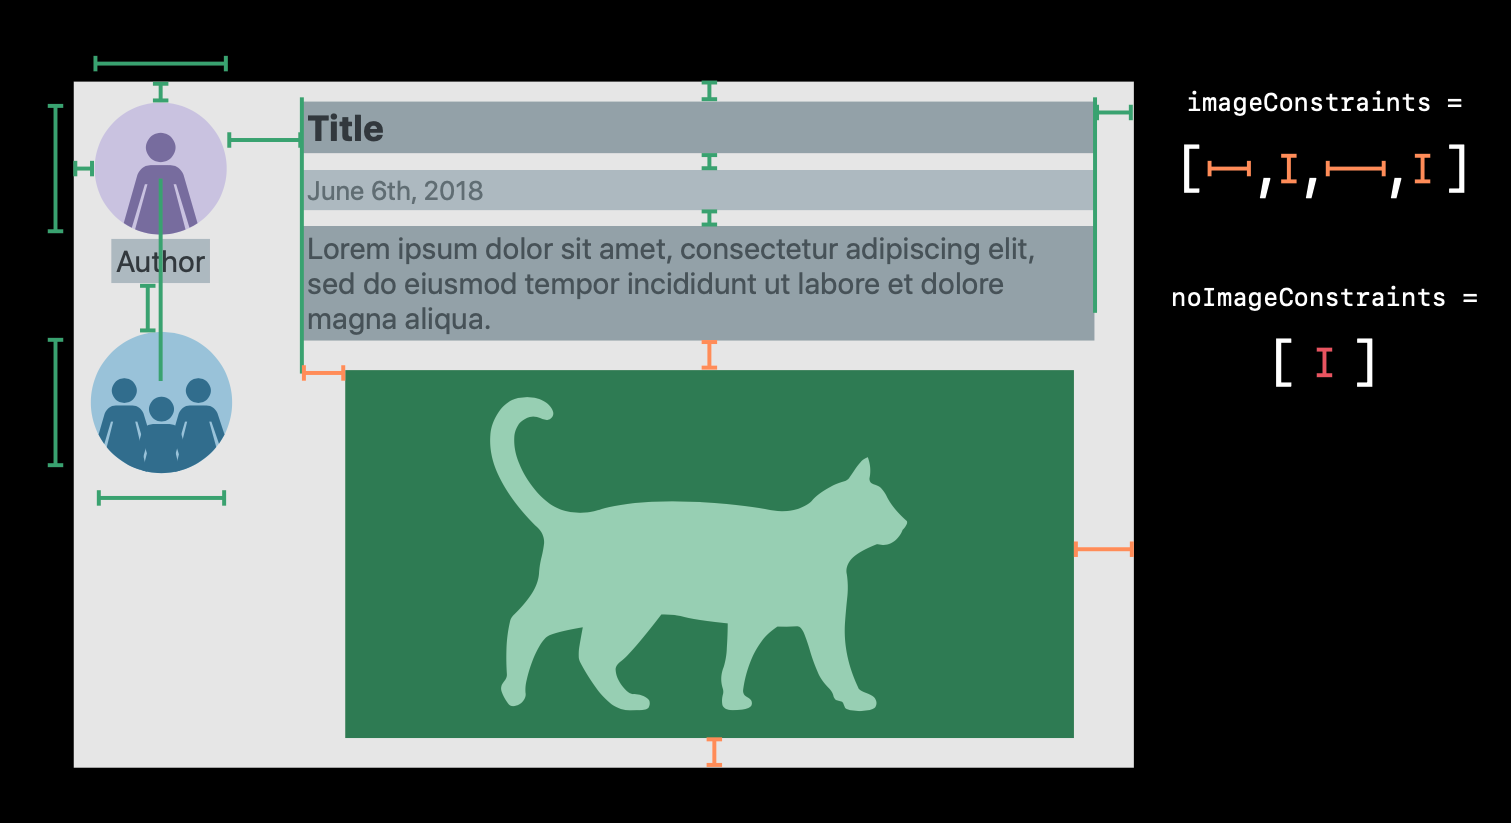 Title
June 6th, 2018
Lorem ipsum dolor sit amet, consectetur adipiscing elit,
sed do eiusmod tempor incididunt ut labore et dolore
magna aliqua.
Author
imageConstraints =
[ , , , ]
noImageConstraints =
[ ]